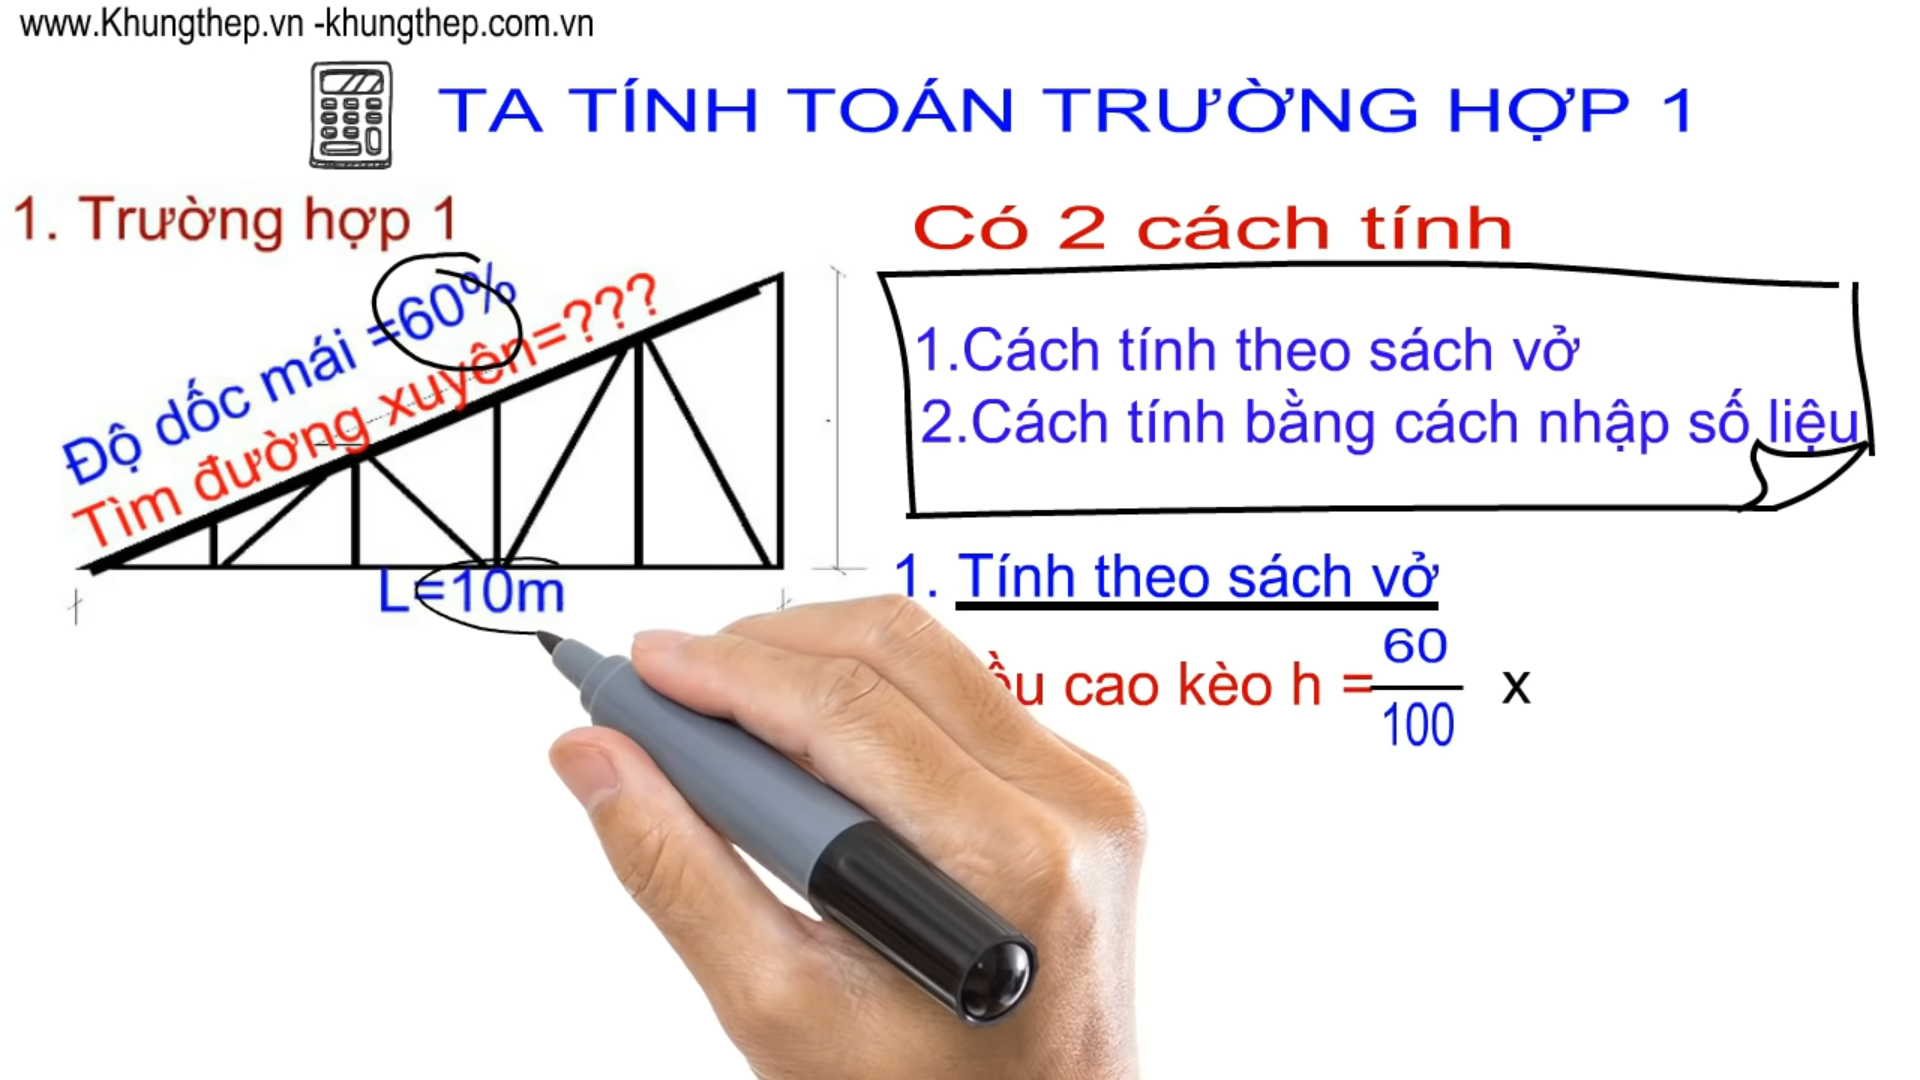 www.Khungthep.vn -khungthep.com.vn
TA TÍNH TOÁN TRƯỜNG HỢP 1
1. Trường hợp 1
Độ dốc mái =60%
Tìm đường xuyên=???
L=10m
Có 2 cách tính
1.Cách tính theo sách vở
2.Cách tính bằng cách nhập số liệu
1. Tính theo sách vở
cao kèo h = 60/100 x